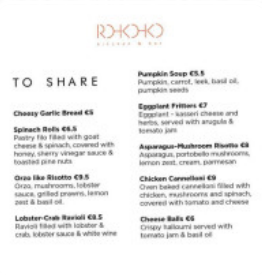 ROKOKO
KITCHEN & BAR
TO SHARE
Cheesy Garlic Bread €5
Spinach Rolls €6.5
Pastry filo filled with goat
cheese & spinach, covered with
honey, sherry vinegar sauce &
toasted pine nuts
Orzo like Risotto €9.5
Orzo, mushrooms, lobster
sauce, grilled prawns, lemon
zest & basil oil.
Lobster-Crab Ravioli €8.5
Ravioli filled with lobster &
crab, lobster sauce & white wine
Pumpkin Soup €5.5
Pumpkin, carrot, leek, basil oil,
pumpkin seeds
Eggplant Fritters €7
Eggplant - kasseri cheese and
herbs, served with arugula &
tomato jam
Asparagus-Mushroom Risotto €8
Asparagus, portobello mushrooms,
lemon zest, cream, parmesan
Chicken Cannelloni €9
Oven baked cannelloni filled with
chicken, mushrooms and spinach,
covered with tomato and cheese
Cheese Balls €6
Crispy halloumi served with
tomato jam & basil oil